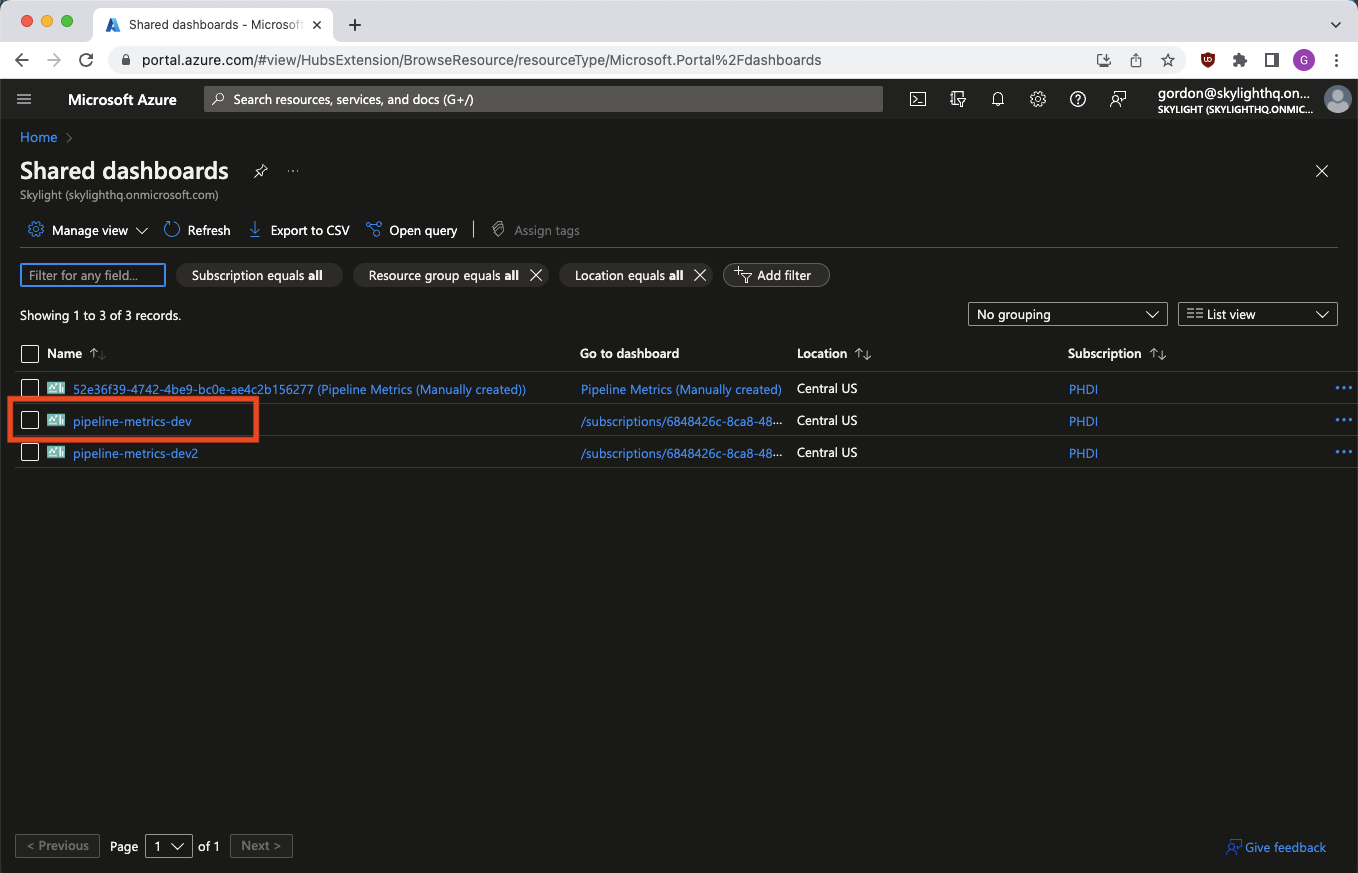 Shared dashboards - Microsoft
portal.azure.com/#view/HubsExtension/BrowseResource/resourceType/Microsoft.Portal%2Fdashboards
G
Microsoft Azure
Search resources, services, and docs (G+/)
gordon@skylighthq.on...
SKYLIGHT (SKYLIGHTHQ.ONMIC...
Home
Shared dashboards
Skylight (skylighthq.onmicrosoft.com)
Manage view
Refresh
Export to CSV
Open query
Assign tags
Filter for any field...
Subscription equals all
Resource group equals all
Location equals all
Add filter
Showing 1 to 3 of 3 records.
No grouping
List view
Name
Go to dashboard
Location
Subscription
52e36f39-4742-4be9-bc0e-ae4c2b156277 (Pipeline Metrics (Manually created))
Pipeline Metrics (Manually created)
Central US
PHDI
pipeline-metrics-dev
/subscriptions/6848426c-8ca8-48...
Central US
PHDI
pipeline-metrics-dev2
/subscriptions/6848426c-8ca8-48...
Central US
PHDI
< Previous
Page
1
of 1
Next >
Give feedback